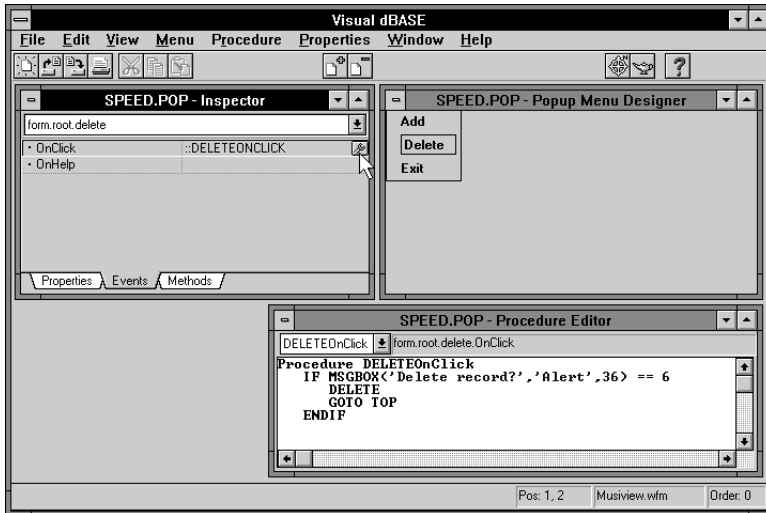 Visual dBASE
File Edit View Menu Procedure Properties Window Help
SPEED.POP - Inspector
form.root.delete
OnClick ::DELETEONCLICK
OnHelp
Properties Events Methods
SPEED.POP - Popup Menu Designer
Add
Delete
Exit
SPEED.POP - Procedure Editor
DELETEOnClick form.root.delete.OnClick
Procedure DELETEOnClick
IF MSGBOX('Delete record?','Alert',36) == 6
DELETE
GOTO TOP
ENDIF
Pos: 1, 2 Musiview.wfm Order: 0